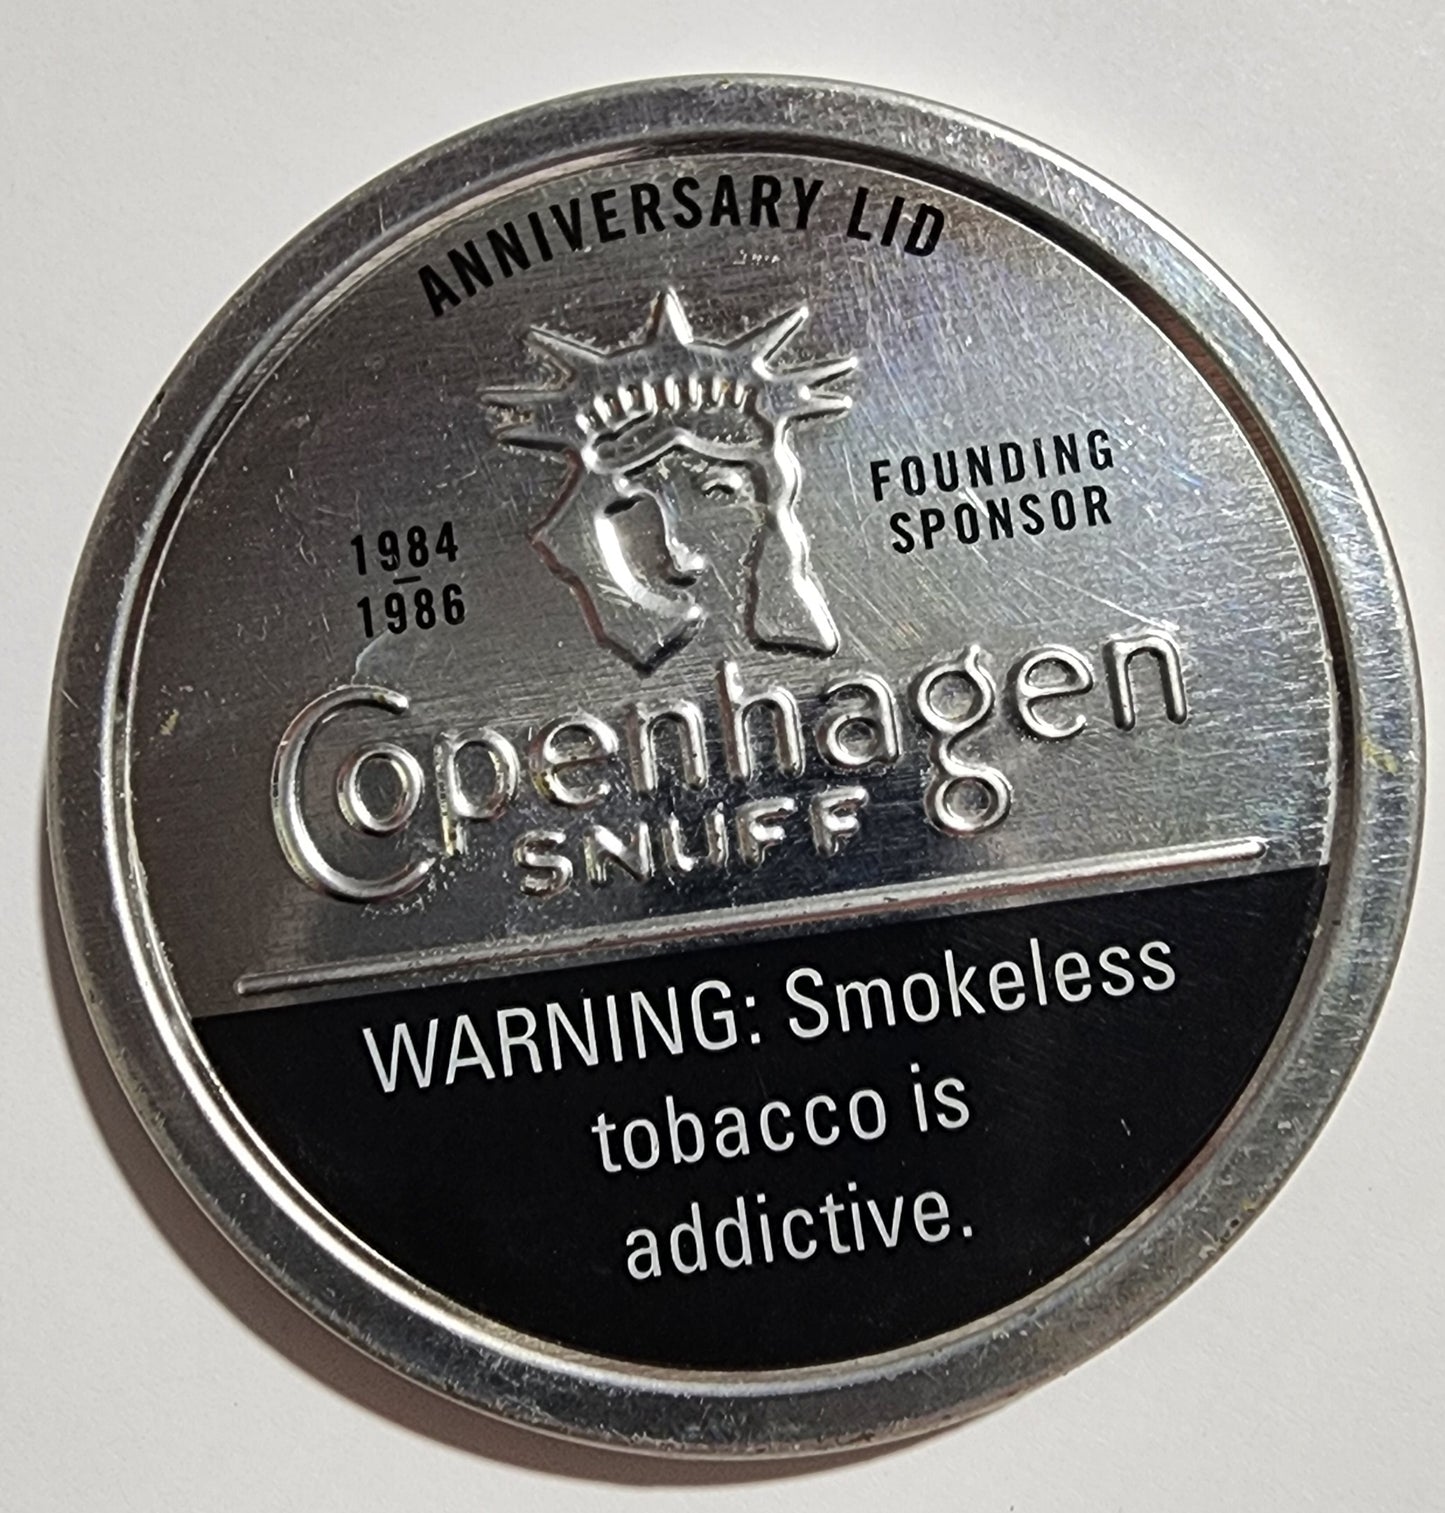 ANNIVERSARY LID
FOUNDING
SPONSOR
1984
1986
Copenhagen
SNUFF
WARNING: Smokeless
tobacco is
addictive.